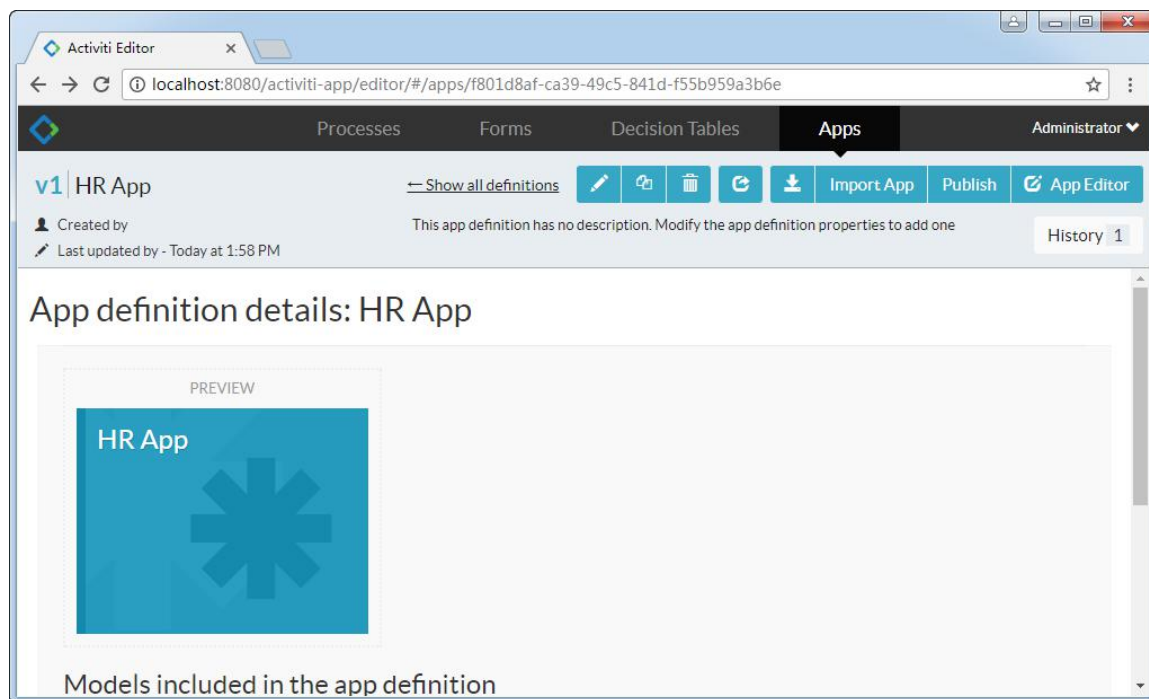 Activiti Editor
localhost:8080/activiti-app/editor/#/apps/f801d8af-ca39-49c5-841d-f55b959a3b6e
Processes Forms Decision Tables Apps Administrator
v1 HR App ← Show all definitions Import App Publish App Editor
Created by This app definition has no description. Modify the app definition properties to add one
History 1
Last updated by - Today at 1:58 PM
App definition details: HR App
PREVIEW
HR App
Models included in the app definition